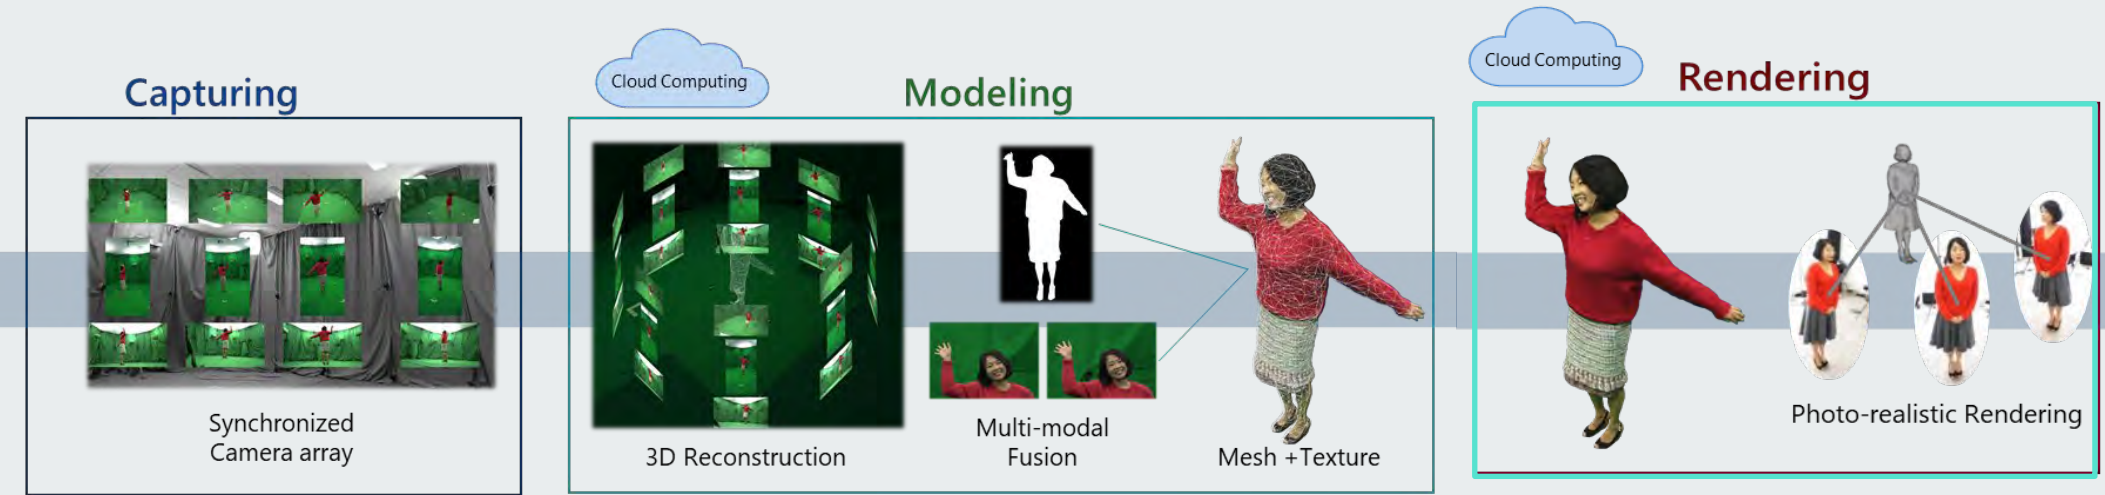 Capturing
Synchronized
Camera array
Cloud Computing
Modeling
3D Reconstruction
Multi-modal
Fusion
Mesh +Texture
Cloud Computing
Rendering
Photo-realistic Rendering